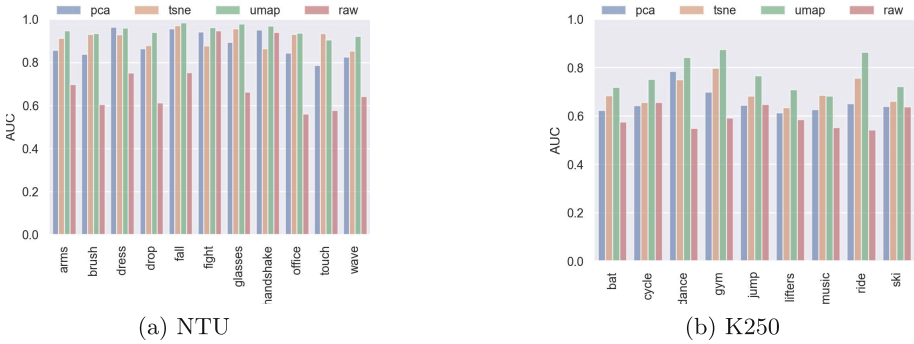 pca tsne umap raw
AUC
1.0
0.8
0.6
0.4
0.2
0.0
arms brush dress drop fall fight glasses handshake office touch wave
(a) NTU
pca tsne umap raw
AUC
1.0
0.8
0.6
0.4
0.2
0.0
bat cycle dance gym jump lifters music ride ski
(b) K250